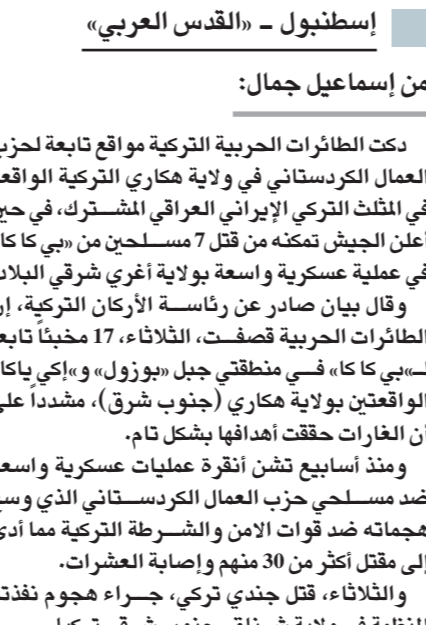 إسطنبول ــ «القدس العربي»
من إسماعيل جمال:
دكت الطائرات الحربية التركية مواقع تابعة لحزب
العمال الكردستاني في ولاية هكاري التركية الواقعة
في المثلث التركي الإيراني العراقي المشترك، في حين
أعلن الجيش تمكنه من قتل 7 مسلحين من «بي كا كا»
في عملية عسكرية واسعة بولاية أغري شرقي البلاد.
وقال بيان صادر عن رئاسة الأركان التركية، إن
الطائرات الحربية قصفت، الثلاثاء، 17 مخبئاً تابعا
لـ»بي كا كا» في منطقتي جبل «بوزول» و»إكي ياكا»
الواقعتين بولاية هكاري (جنوب شرق)، مشدداً على
أن الغارات حققت أهدافها بشكل تام.
ومنذ أسابيع تشن أنقرة عمليات عسكرية واسعة
ضد مسلحي حزب العمال الكردستاني الذي وسع
هجماته ضد قوات الامن والشرطة التركية مما أدى
إلى مقتل أكثر من 30 منهم وإصابة العشرات.
والثلاثاء، قتل جندي تركي، جراء هجوم نفذته